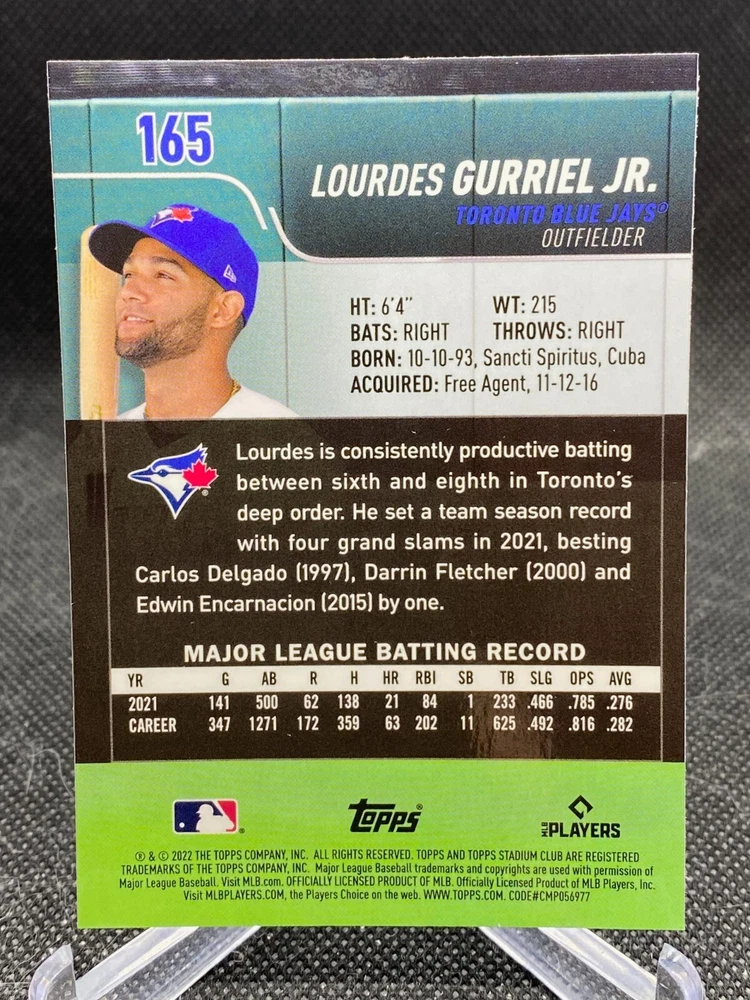 165
LOURDES GURRIEL JR.
TORONTO BLUE JAYS®
OUTFIELDER
HT: 6'4" WT: 215
BATS: RIGHT THROWS: RIGHT
BORN: 10-10-93, Sancti Spiritus, Cuba
ACQUIRED: Free Agent, 11-12-16
Lourdes is consistently productive batting
between sixth and eighth in Toronto's
deep order. He set a team season record
with four grand slams in 2021, besting
Carlos Delgado (1997), Darrin Fletcher (2000) and
Edwin Encarnacion (2015) by one.
MAJOR LEAGUE BATTING RECORD
YR G AB R H HR RBI SB TB SLG OPS AVG
2021 141 500 62 138 21 84 1 233 .466 .785 .276
CAREER 347 1271 172 359 63 202 11 625 .492 .816 .282
Topps®
MLB PLAYERS
® & © 2022 THE TOPPS COMPANY, INC. ALL RIGHTS RESERVED. TOPPS AND TOPPS STADIUM CLUB ARE REGISTERED
TRADEMARKS OF THE TOPPS COMPANY, INC. Major League Baseball trademarks and copyrights are used with permission of
Major League Baseball. Visit MLB.com. OFFICIALLY LICENSED PRODUCT OF MLB. Officially Licensed Product of MLB Players, Inc.
Visit MLBPLAYERS.COM, the Players Choice on the web. WWW.TOPPS.COM. CODE#CMP056977